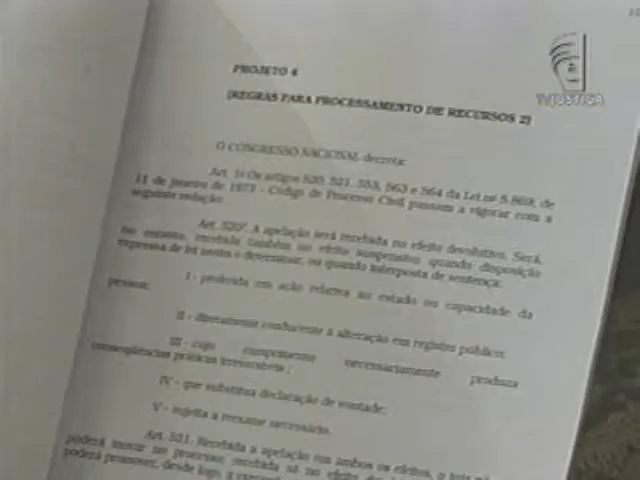 TV JUSTIÇA
PROJETO 4
(REGRAS PARA PROCESSAMENTO DE RECURSOS 2)
O CONGRESSO NACIONAL decreta:
Art. 1º Os artigos 520, 521, 553, 563 e 564 da Lei nº 5.869, de
11 de janeiro de 1973 - Código de Processo Civil passam a vigorar com a
seguinte redação:
Art. 520. A apelação será recebida no efeito devolutivo. Será,
no entanto, recebida também no efeito suspensivo quando disposição
expressa de lei assim o determinar, ou quando interposta de sentença:
I - proferida em ação relativa ao estado ou capacidade da
pessoa;
II - diretamente conducente à alteração em registro público;
III - cujo cumprimento necessariamente produza
conseqüências práticas irreversíveis;
IV - que substitua declaração de vontade;
V - sujeita a reexame necessário.
Art. 521. Recebida a apelação em ambos os efeitos, o juiz
poderá inovar no processo; recebida só no efeito
poderá promover, desde logo, a